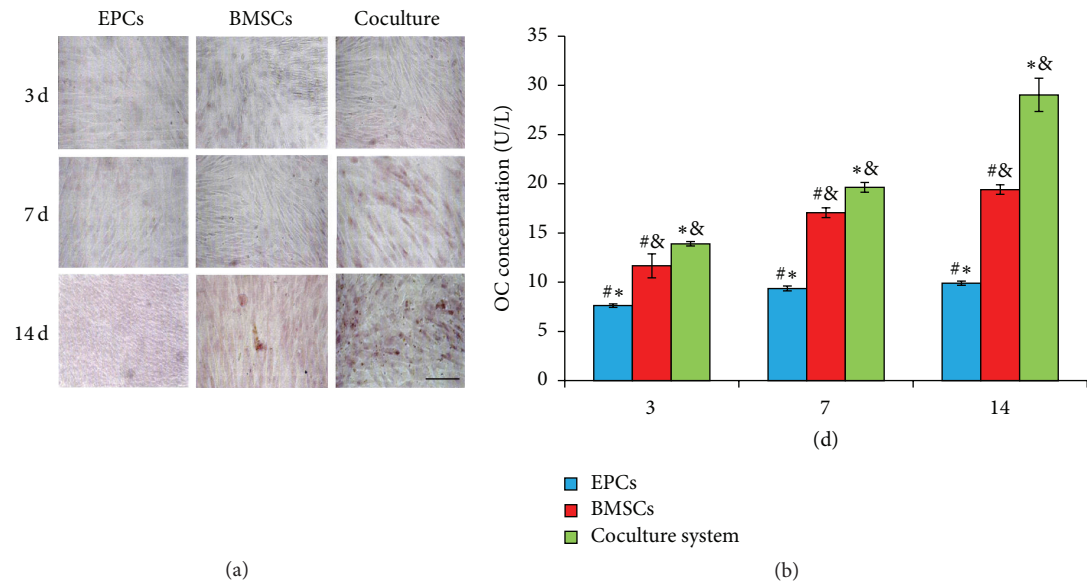 EPCs BMSCs Coculture
3 d
7 d
14 d
(a)
OC concentration (U/L)
35
30
25
20
15
10
5
0
#*
#&
*&
#*
#&
*&
#*
#&
*&
3 7 14
(d)
EPCs
BMSCs
Coculture system
(b)